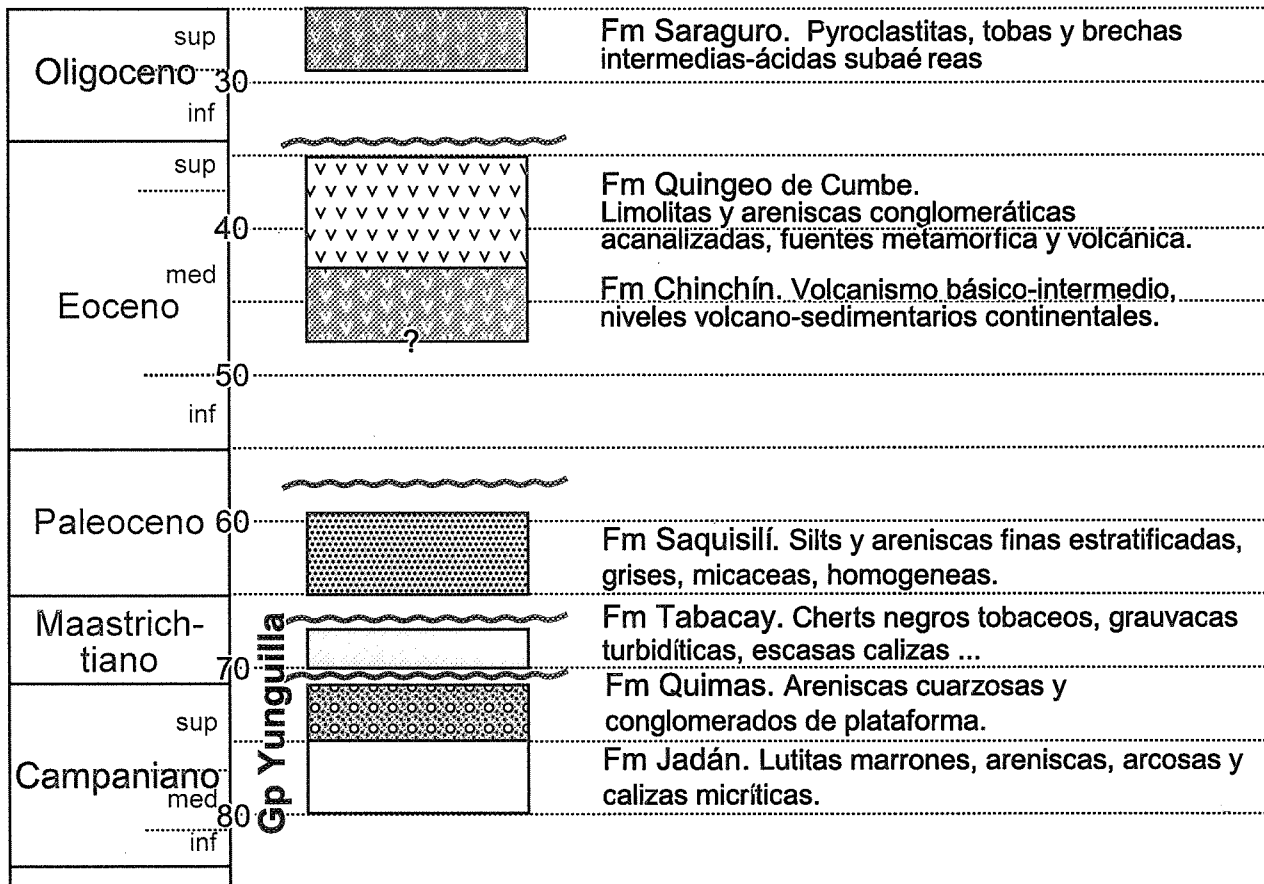 sup
Oligoceno
30
inf
Fm Saraguro. Pyroclastitas, tobas y brechas
intermedias-ácidas subaé reas
sup
40
med
Eoceno
50
inf
Fm Quingeo de Cumbe.
Limolitas y areniscas conglomeráticas
acanalizadas, fuentes metamorfica y volcánica.
Fm Chinchín. Volcanismo básico-intermedio,
niveles volcano-sedimentarios continentales.
?
Paleoceno
60
Fm Saquisilí. Silts y areniscas finas estratificadas,
grises, micaceas, homogeneas.
Maastrich-
tiano
70
Gp Yunguilla
Fm Tabacay. Cherts negros tobaceos, grauvacas
turbidíticas, escasas calizas ...
Fm Quimas. Areniscas cuarzosas y
conglomerados de plataforma.
sup
Campaniano
med
80
inf
Fm Jadán. Lutitas marrones, areniscas, arcosas y
calizas micríticas.